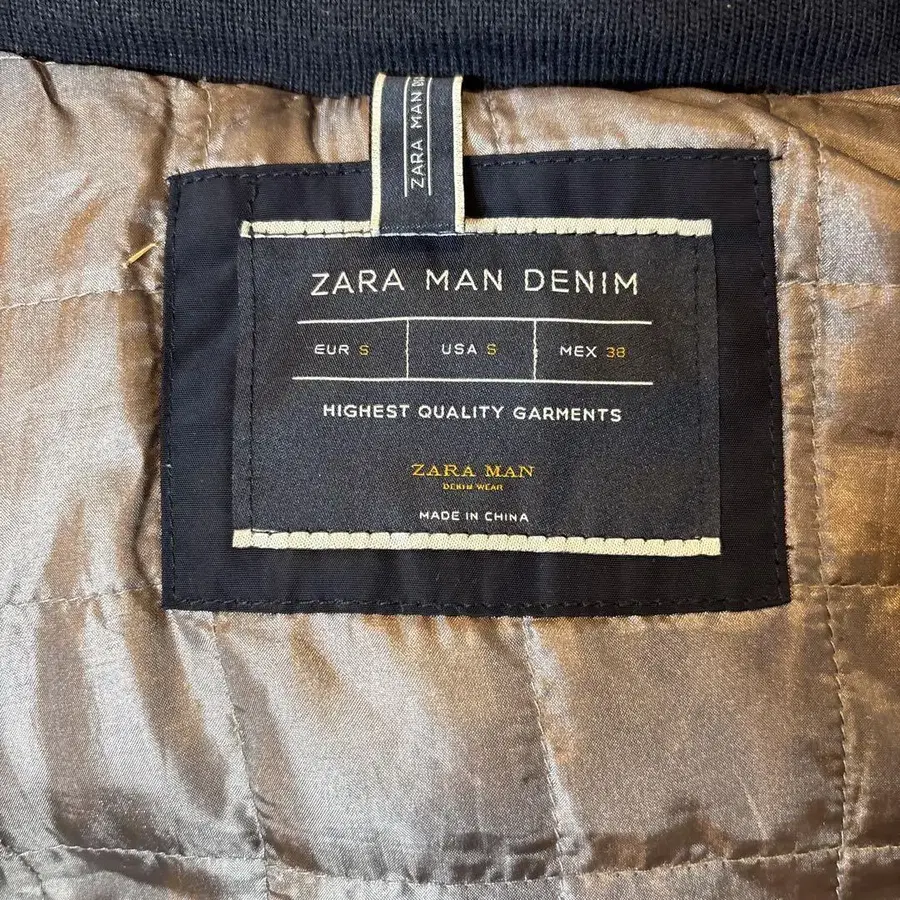 ZARA MAN
ZARA MAN DENIM
EUR S USA S MEX 38
HIGHEST QUALITY GARMENTS
ZARA MAN
DENIM WEAR
MADE IN CHINA